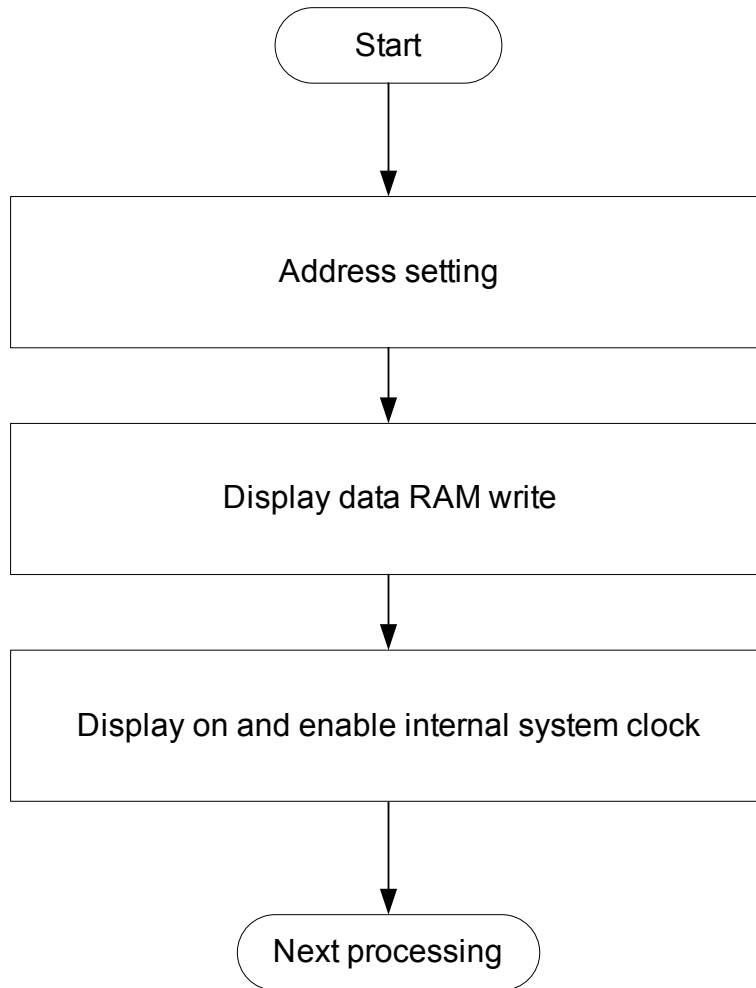 Start
Address setting
Display data RAM write
Display on and enable internal system clock
Next processing